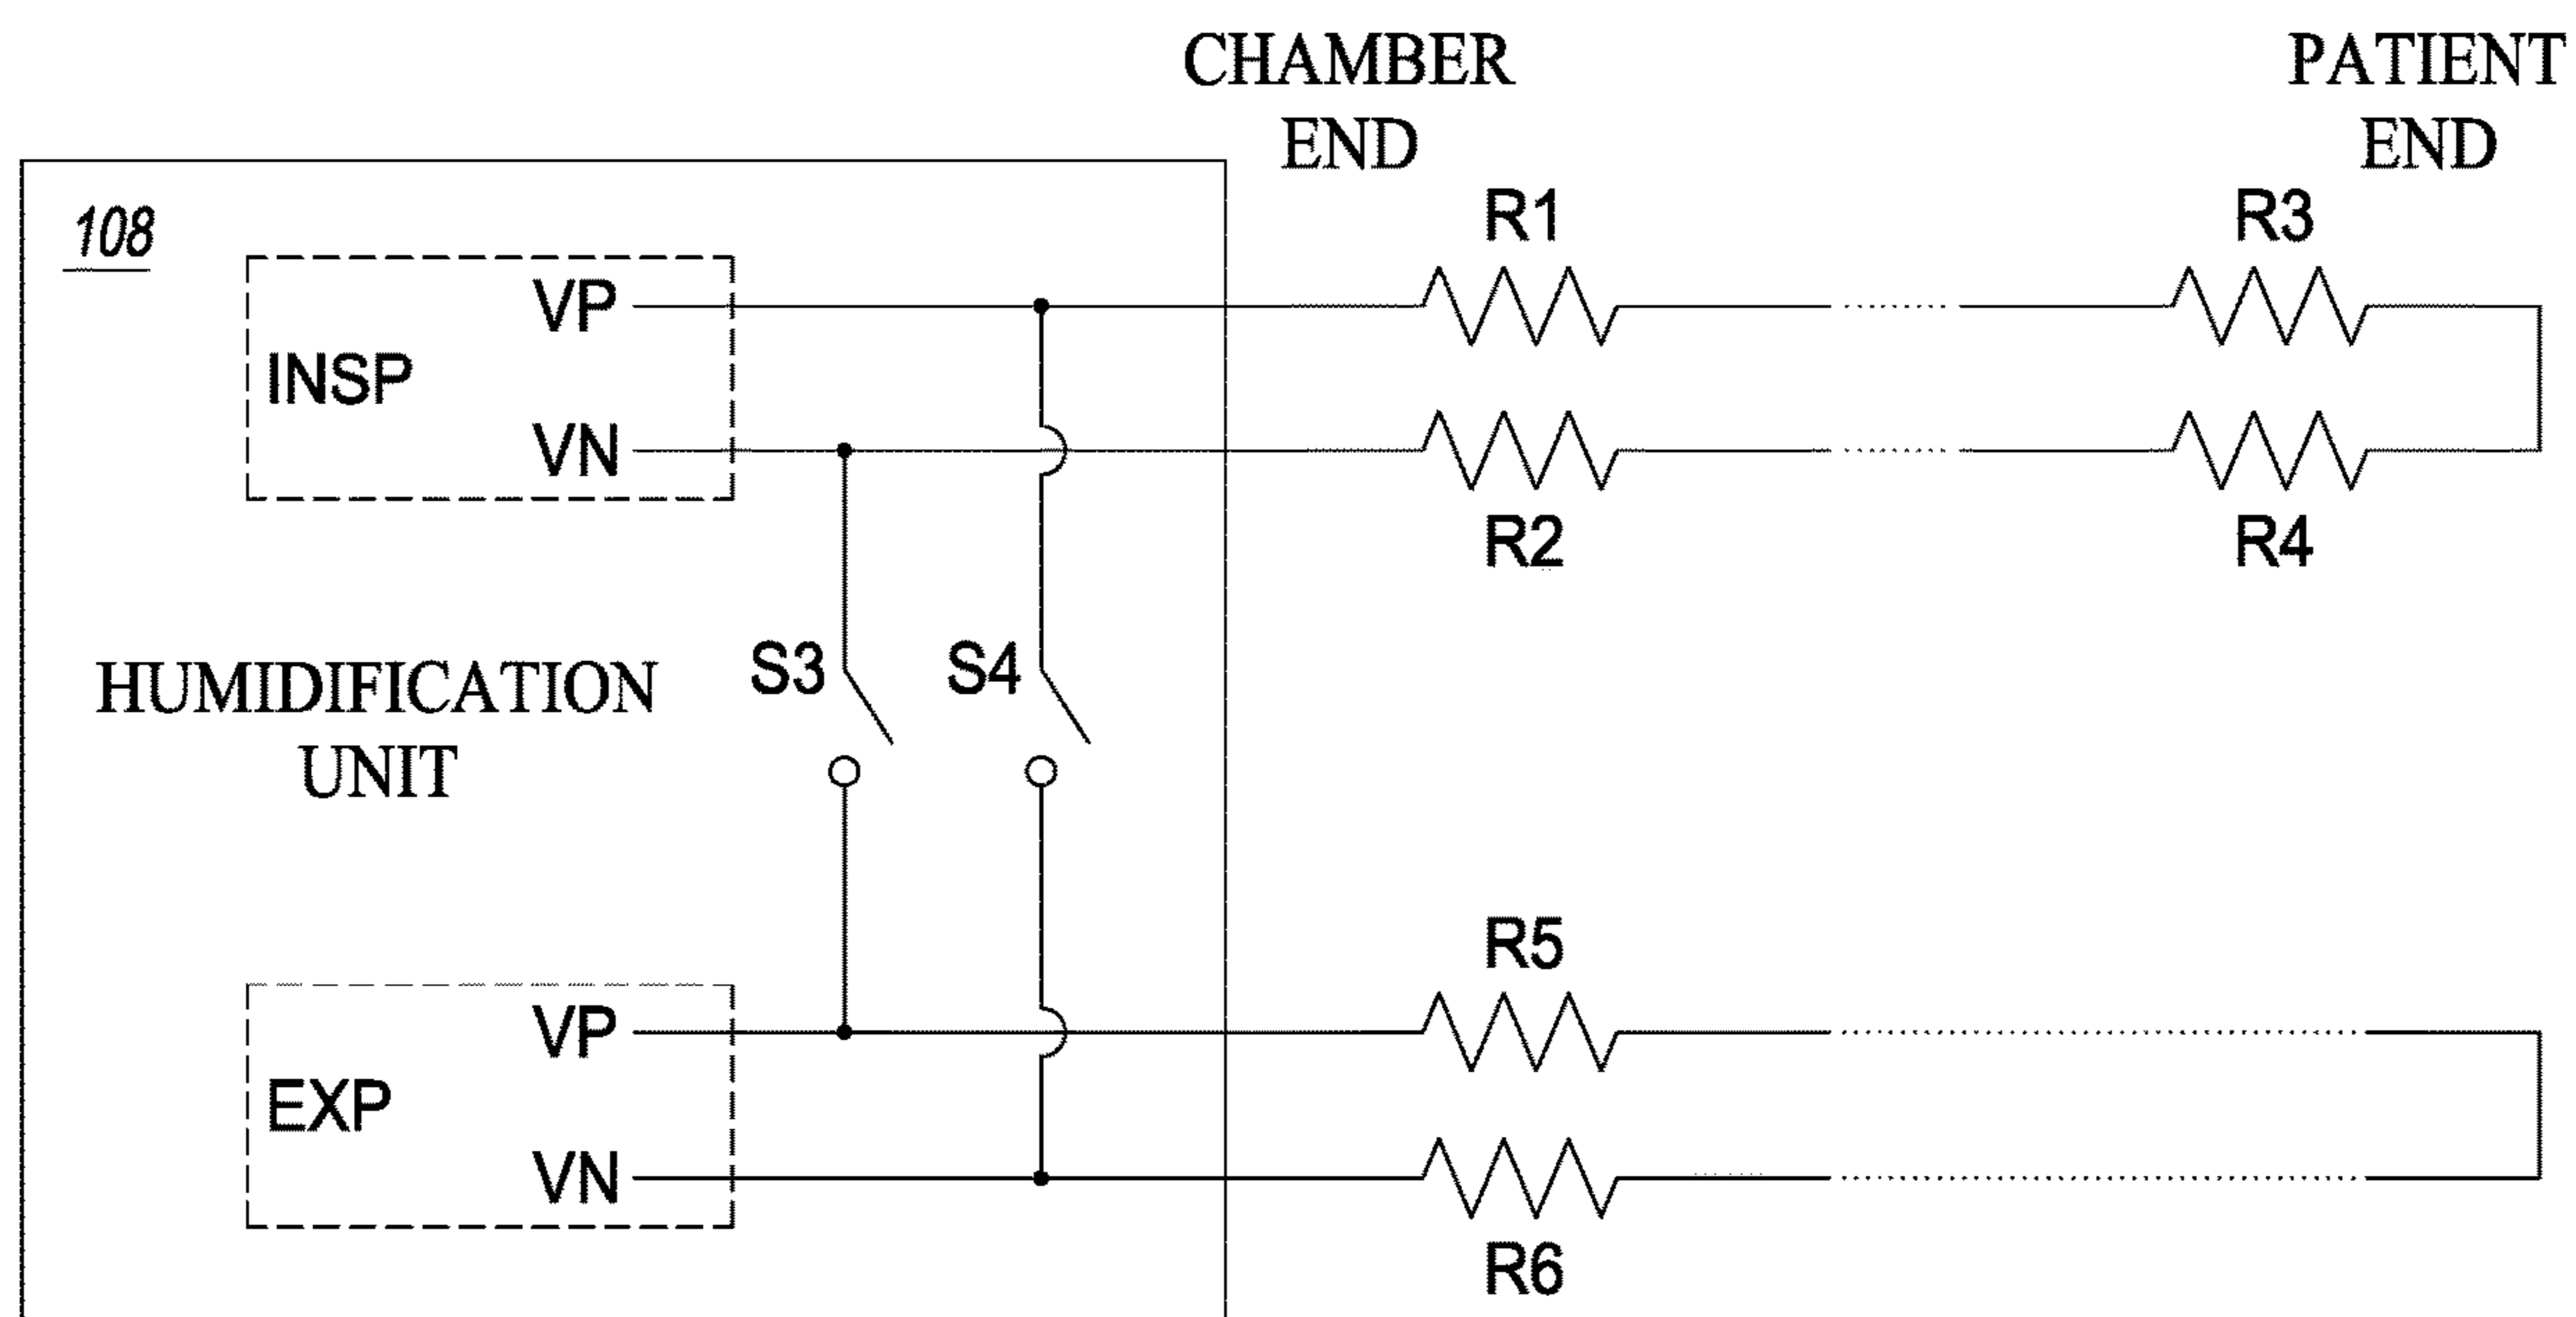 CHAMBER
END
PATIENT
END
108
R1
R3
VP
INSP
VN
R2
R4
S3
S4
HUMIDIFICATION
UNIT
R5
VP
EXP
VN
R6